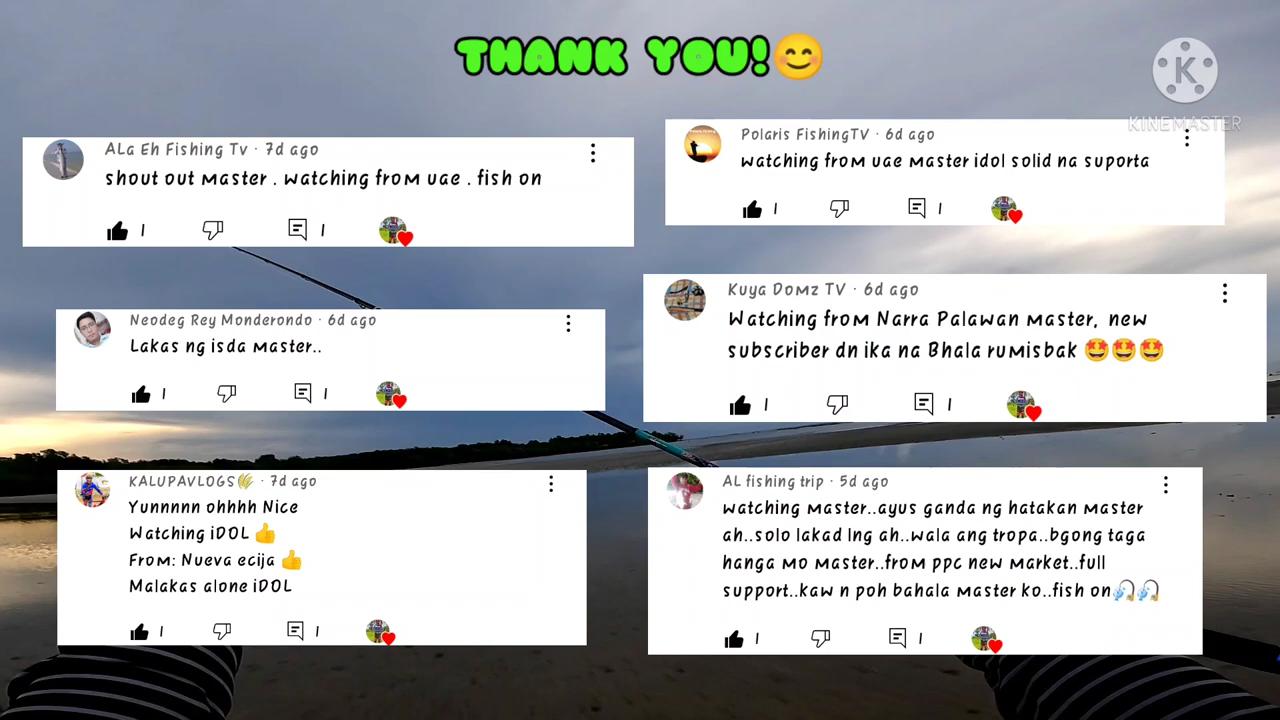 THANK YOU!😊
KINEMASTER
ALa Eh Fishing Tv · 7d ago
shout out master . watching from uae . fish on
1 1
Polaris FishingTV · 6d ago
watching from uae master idol solid na suporta
1 1
Neodeg Rey Monderondo · 6d ago
Lakas ng isda master..
1 1
Kuya Domz TV · 6d ago
Watching from Narra Palawan master, new
subscriber dn ika na Bhala rumisbak 🤩🤩🤩
1 1
KALUPAVLOGS🌾 · 7d ago
Yunnnnn ohhhh Nice
Watching iDOL 👍
From: Nueva ecija 👍
Malakas alone iDOL
1 1
AL fishing trip · 5d ago
watching master..ayus ganda ng hatakan master
ah..solo lakad lng ah..wala ang tropa..bgong taga
hanga mo master..from ppc new market..full
support..kaw n poh bahala master ko..fish on🎣🎣
1 1